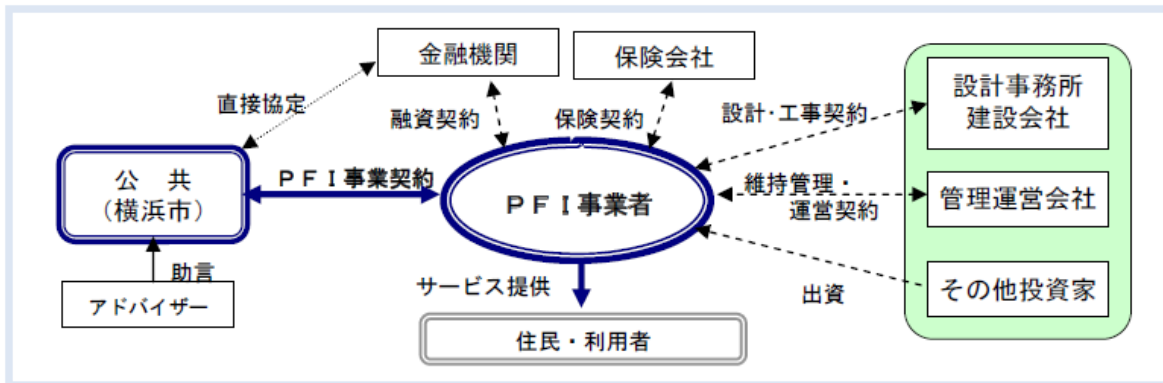 金融機関
保険会社
設計事務所
建設会社
直接協定
融資契約
保険契約
設計・工事契約
公 共
(横浜市)
PFI事業契約
PFI事業者
維持管理・
運営契約
管理運営会社
助言
アドバイザー
サービス提供
出資
その他投資家
住民・利用者